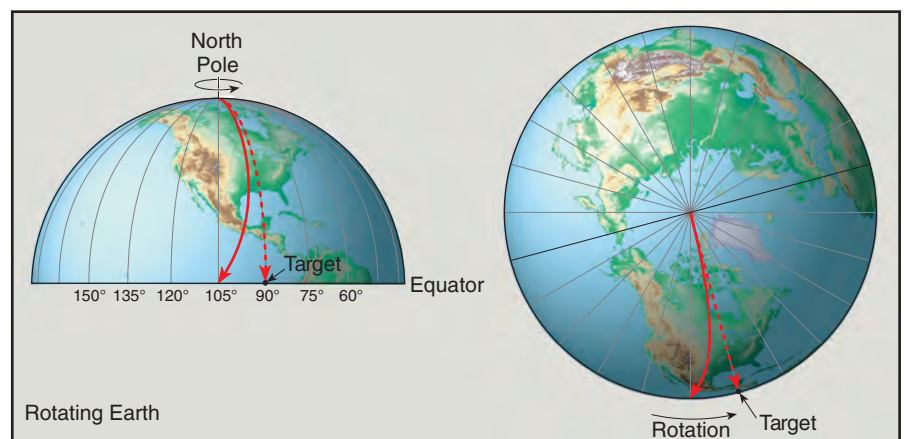 North
Pole
Target
Equator
150° 135° 120° 105° 90° 75° 60°
Rotating Earth
Rotation
Target